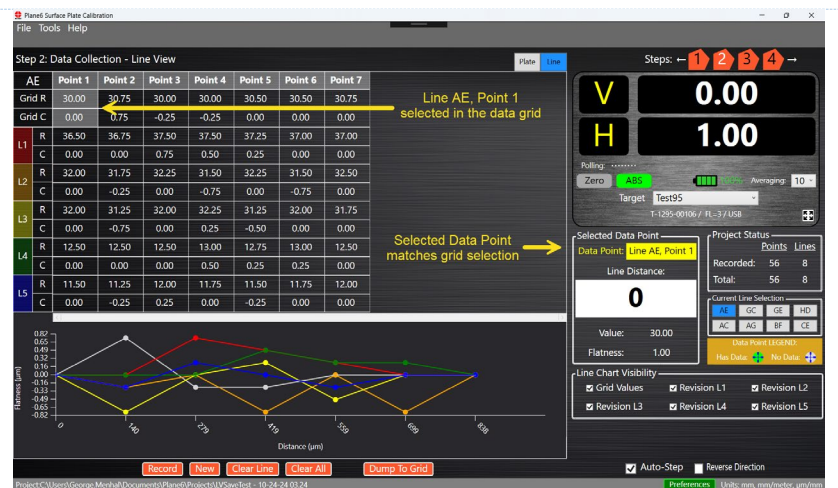 Plane6 Surface Plate Calibration
File Tools Help
Step 2: Data Collection - Line View
Plate Line
AE Point 1 Point 2 Point 3 Point 4 Point 5 Point 6 Point 7
Grid R 30.00 30.75 30.00 30.00 30.50 30.50 30.75
Grid C 0.00 0.75 -0.25 -0.25 0.00 0.00 0.00
L1 R 36.50 36.75 37.50 37.50 37.25 37.00 37.00
C 0.00 0.00 0.75 0.50 0.25 0.00 0.00
L2 R 32.00 31.75 32.25 31.50 32.25 31.50 32.50
C 0.00 -0.25 0.00 -0.75 0.00 -0.75 0.00
L3 R 32.00 31.25 32.00 32.25 31.25 32.00 31.75
C 0.00 -0.75 0.00 0.25 -0.50 0.00 0.00
L4 R 12.50 12.50 12.50 13.00 12.75 13.00 12.50
C 0.00 0.00 0.00 0.50 0.25 0.25 0.00
L5 R 11.50 11.25 12.00 11.75 11.50 11.75 12.00
C 0.00 -0.25 0.25 0.00 -0.25 0.00 0.00
Line AE, Point 1
selected in the data grid
Selected Data Point
matches grid selection
0.82
0.65
0.49
0.32
0.16
0.00
-0.16
-0.33
-0.49
-0.65
-0.82
Flatness (µm)
0 140 279 419 559 699 838
Distance (µm)
Record New Clear Line Clear All Dump To Grid
Project:C:\Users\George.Menhal\Documents\Plane6\Projects\LVSaveTest - 10-24-24 03.24
Steps: ← 1 2 3 4 →
V 0.00
H 1.00
Polling: ........
Zero ABS 100% Averaging: 10
Target Test95
T-1295-00106 / FL-3 / USB
Selected Data Point
Data Point: Line AE, Point 1
Line Distance:
0
Value: 30.00
Flatness: 1.00
Project Status
Points Lines
Recorded: 56 8
Total: 56 8
Current Line Selection
AE GC GE HD
AC AG BF CE
Data Point LEGEND:
Has Data: No Data:
Line Chart Visibility
Grid Values Revision L1 Revision L2
Revision L3 Revision L4 Revision L5
Auto-Step Reverse Direction
Preferences Units: mm, mm/meter, µm/mm